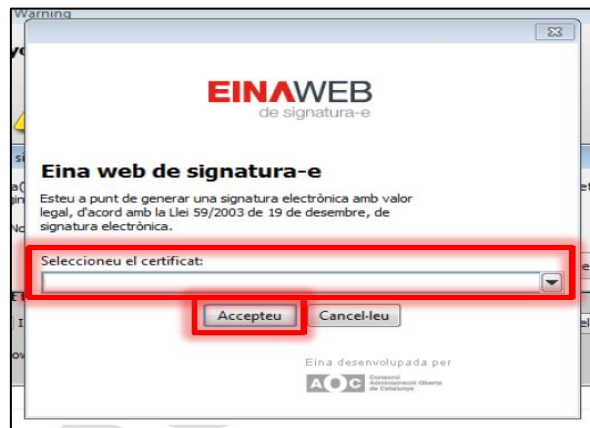 Warning
EINAWEB
de signatura-e
Eina web de signatura-e
Esteu a punt de generar una signatura electrònica amb valor
legal, d'acord amb la Llei 59/2003 de 19 de desembre, de
signatura electrònica.
Seleccioneu el certificat:
Accepteu Cancel·leu
Eina desenvolupada per
AOC Consorci
Administració Oberta
de Catalunya